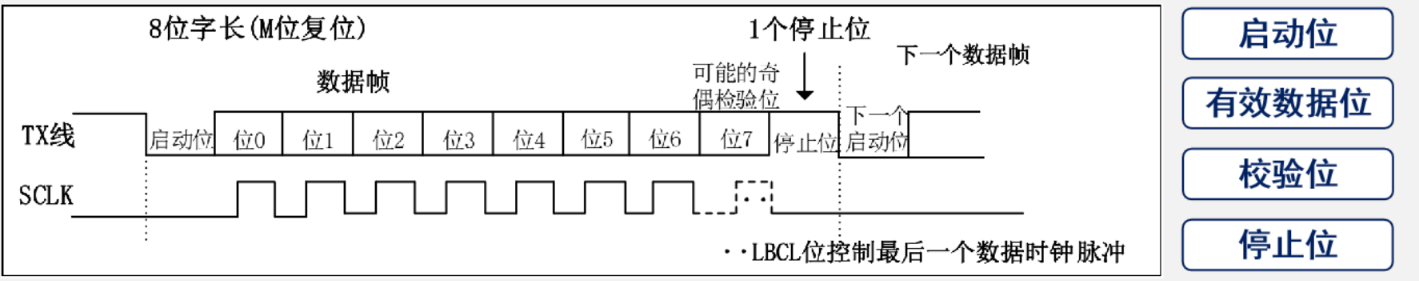 8位字长(M位复位)
1个停止位
下一个数据帧
数据帧
可能的奇
偶检验位
TX线
启动位
位0
位1
位2
位3
位4
位5
位6
位7
停止位
下一个
启动位
SCLK
··LBCL位控制最后一个数据时钟脉冲
启动位
有效数据位
校验位
停止位